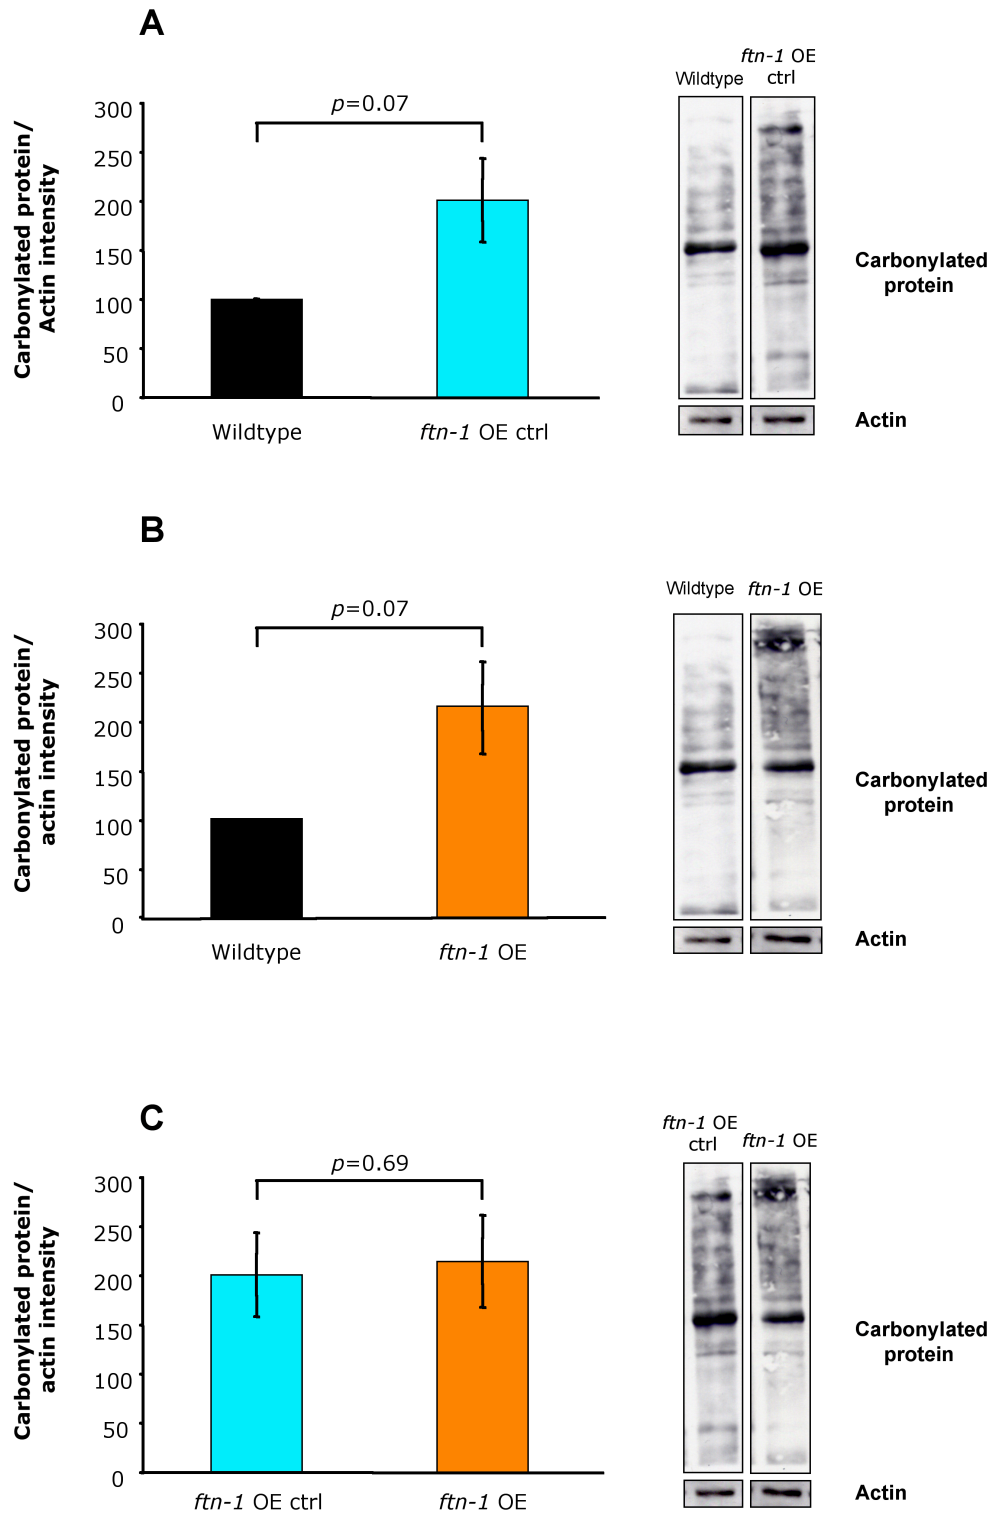 A
Carbonylated protein/
Actin intensity
300
250
200
150
100
50
0
p=0.07
Wildtype
ftn-1 OE ctrl
Wildtype
ftn-1 OE
ctrl
Carbonylated
protein
Actin
B
Carbonylated protein/
actin intensity
300
250
200
150
100
50
0
p=0.07
Wildtype
ftn-1 OE
Wildtype
ftn-1 OE
Carbonylated
protein
Actin
C
Carbonylated protein/
actin intensity
300
250
200
150
100
50
0
p=0.69
ftn-1 OE ctrl
ftn-1 OE
ftn-1 OE
ctrl
ftn-1 OE
Carbonylated
protein
Actin